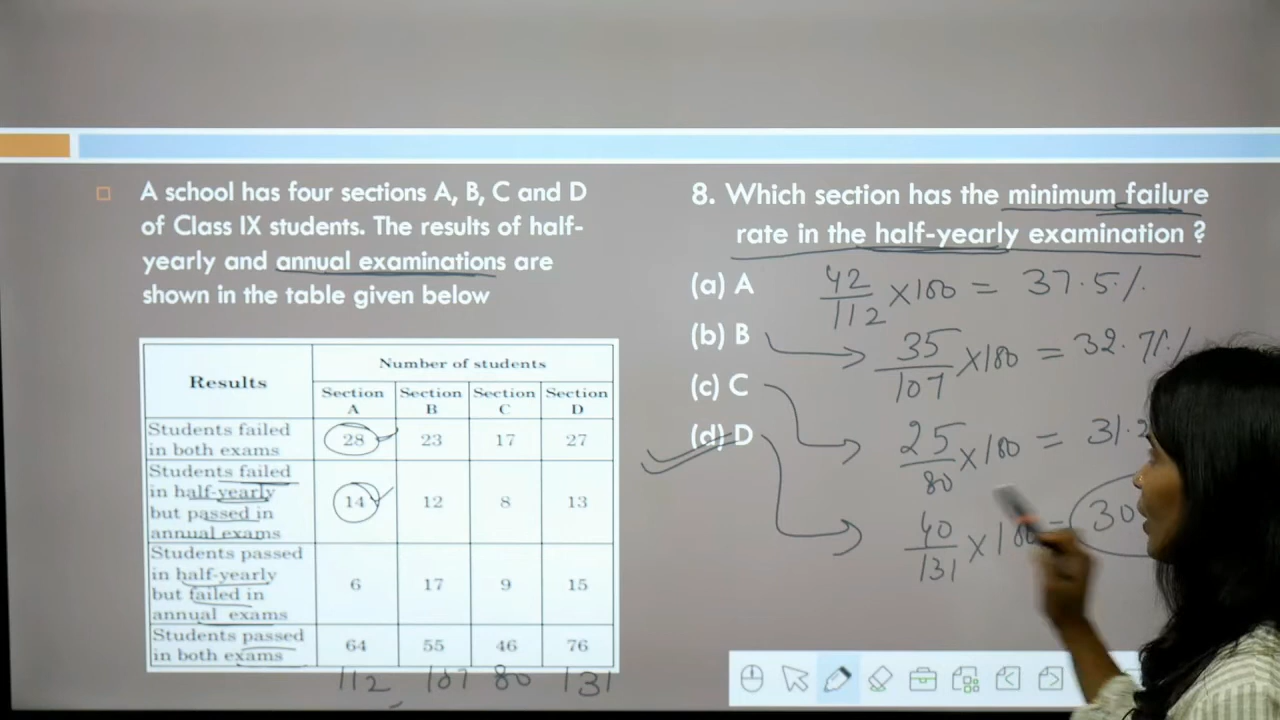 A school has four sections A, B, C and D
of Class IX students. The results of half-
yearly and annual examinations are
shown in the table given below
Results
Number of students
Section A
Section B
Section C
Section D
Students failed in both exams 28 23 17 27
Students failed in half-yearly but passed in annual exams 14 12 8 13
Students passed in half-yearly but failed in annual exams 6 17 9 15
Students passed in both exams 64 55 46 76
112 107 80 131
8. Which section has the minimum failure
rate in the half-yearly examination ?
(a) A 42/112 ×100 = 37.5%
(b) B 35/107 ×100 = 32.7%
(c) C 25/80 ×100 = 31.2
(d) D 40/131 ×100 = 30